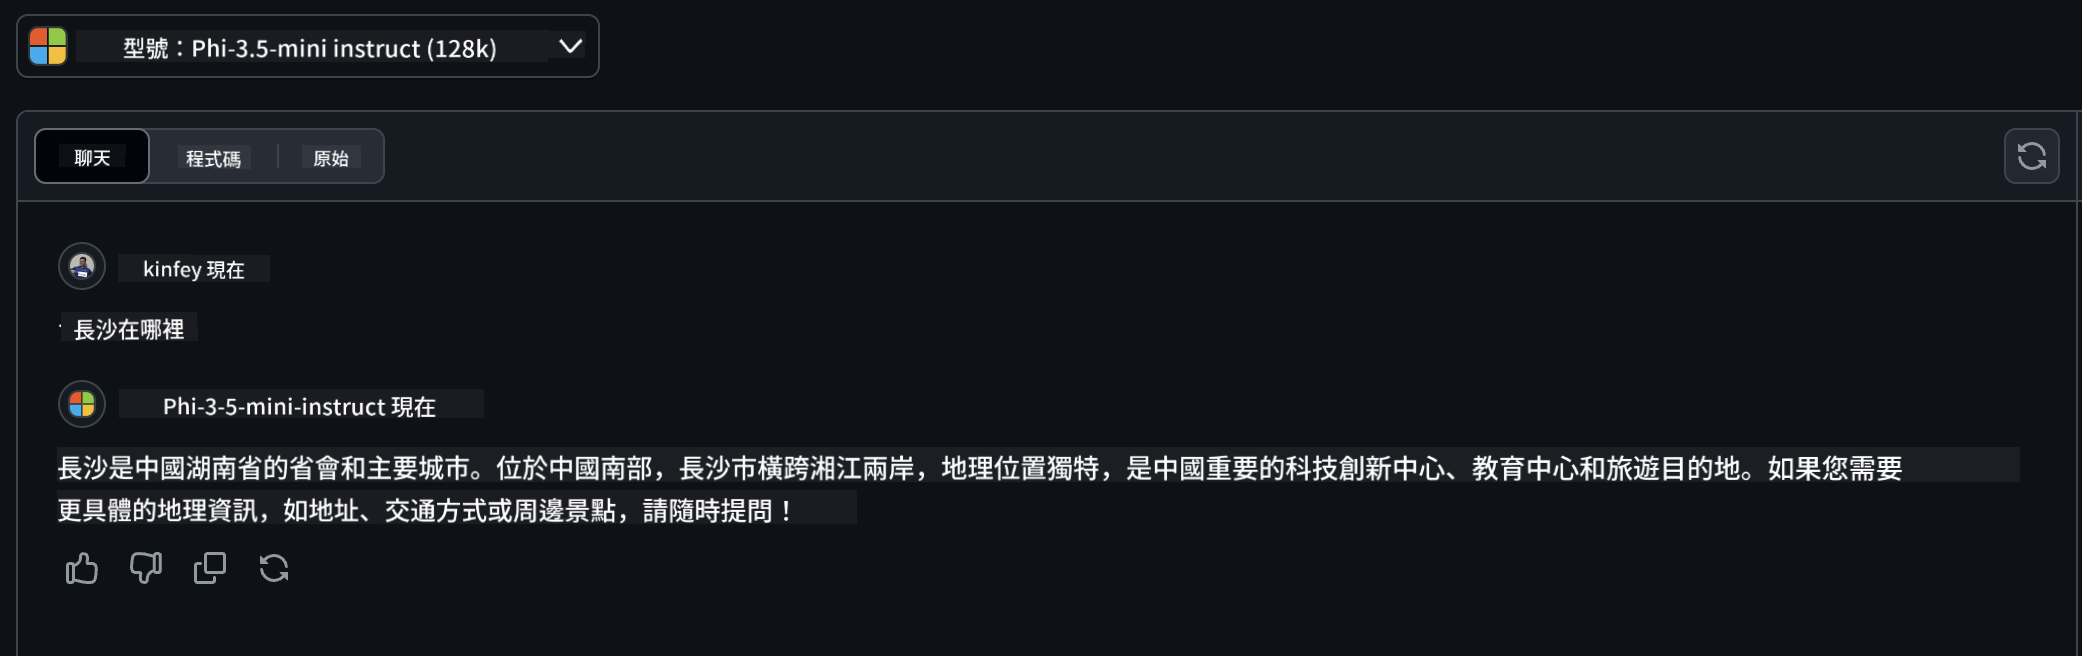 型號：Phi-3.5-mini instruct (128k)
聊天
程式碼
原始
kinfey 現在
長沙在哪裡
Phi-3-5-mini-instruct 現在
長沙是中國湖南省的省會和主要城市。位於中國南部，長沙市橫跨湘江兩岸，地理位置獨特，是中國重要的科技創新中心、教育中心和旅遊目的地。如果您需要
更具體的地理資訊，如地址、交通方式或周邊景點，請隨時提問！